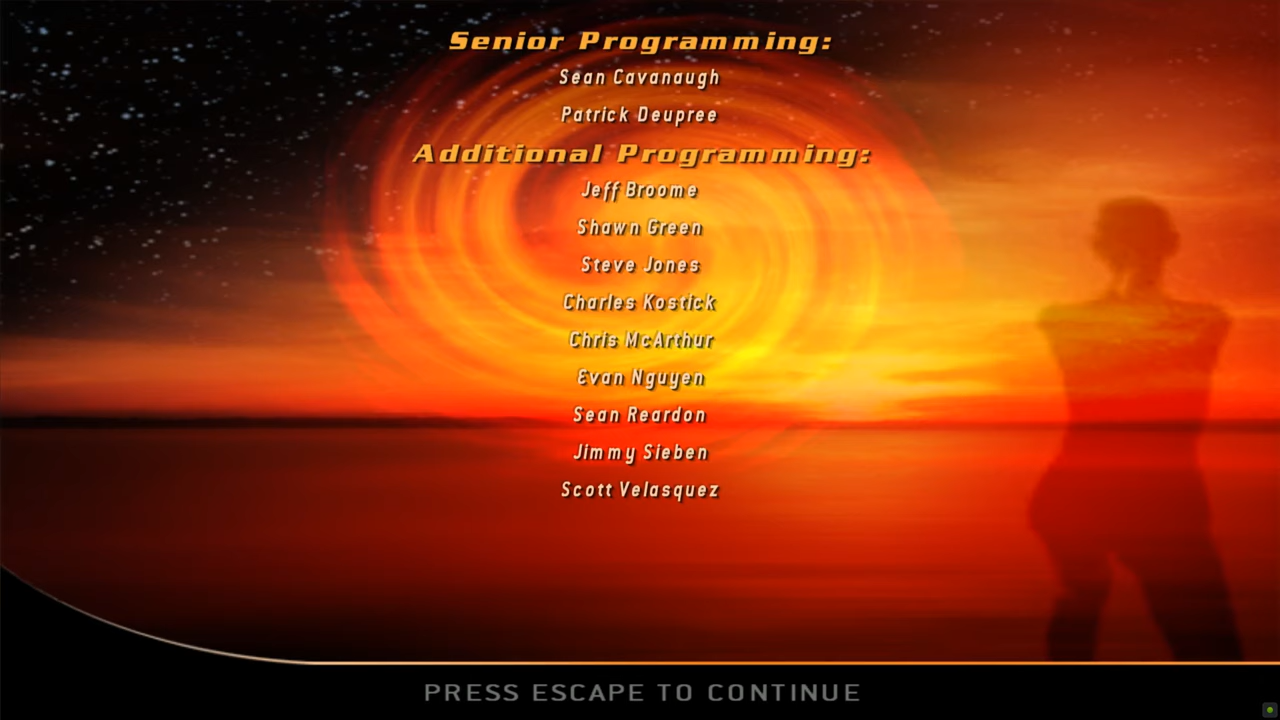 Senior Programming:
Sean Cavanaugh
Patrick Deupree
Additional Programming:
Jeff Broome
Shawn Green
Steve Jones
Charles Kostick
Chris McArthur
Evan Nguyen
Sean Reardon
Jimmy Sieben
Scott Velasquez
PRESS ESCAPE TO CONTINUE